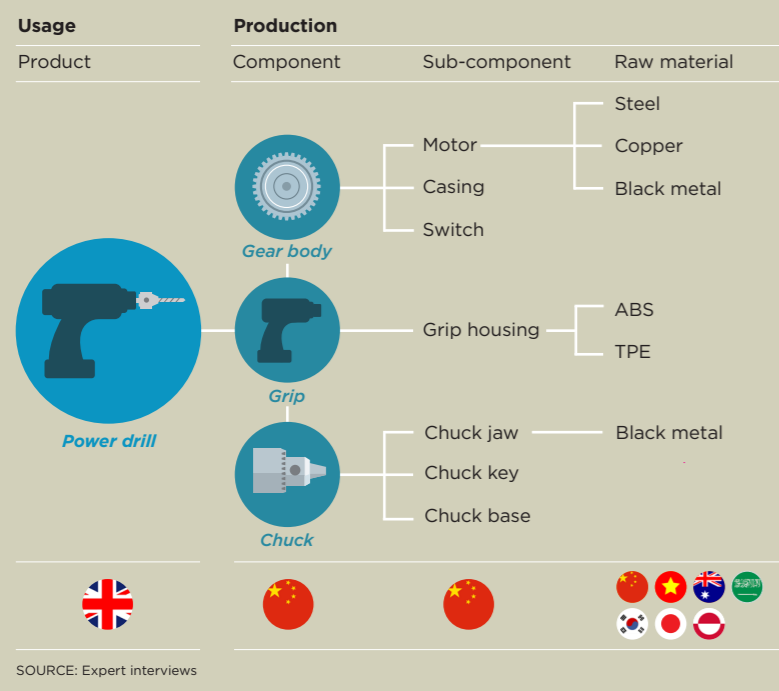 Usage
Production
Product
Component
Sub-component
Raw material
Steel
Motor
Copper
Casing
Black metal
Switch
Gear body
ABS
Grip housing
TPE
Grip
Power drill
Chuck jaw
Black metal
Chuck key
Chuck base
Chuck
SOURCE: Expert interviews